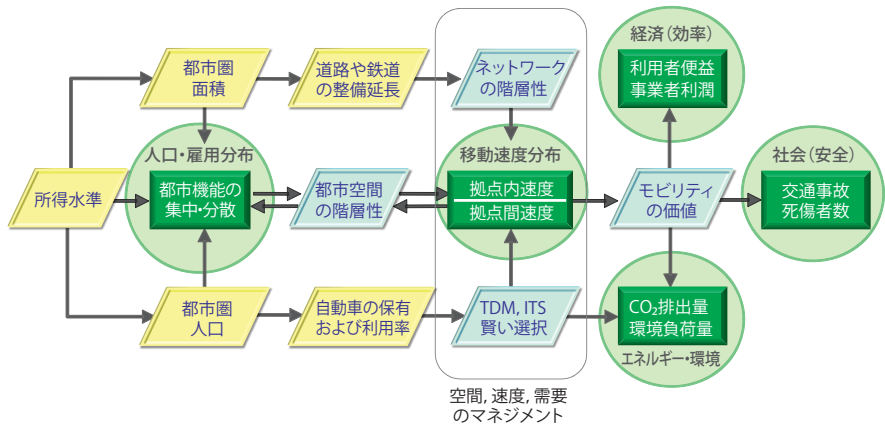 経済（効率）
都市圏
面積
道路や鉄道
の整備延長
ネットワーク
の階層性
利用者便益
事業者利潤
人口・雇用分布
移動速度分布
社会（安全）
所得水準
都市機能の
集中・分散
都市空間
の階層性
拠点内速度
拠点間速度
モビリティ
の価値
交通事故
死傷者数
都市圏
人口
自動車の保有
および利用率
TDM, ITS
賢い選択
CO₂排出量
環境負荷量
エネルギー・環境
空間, 速度, 需要
のマネジメント